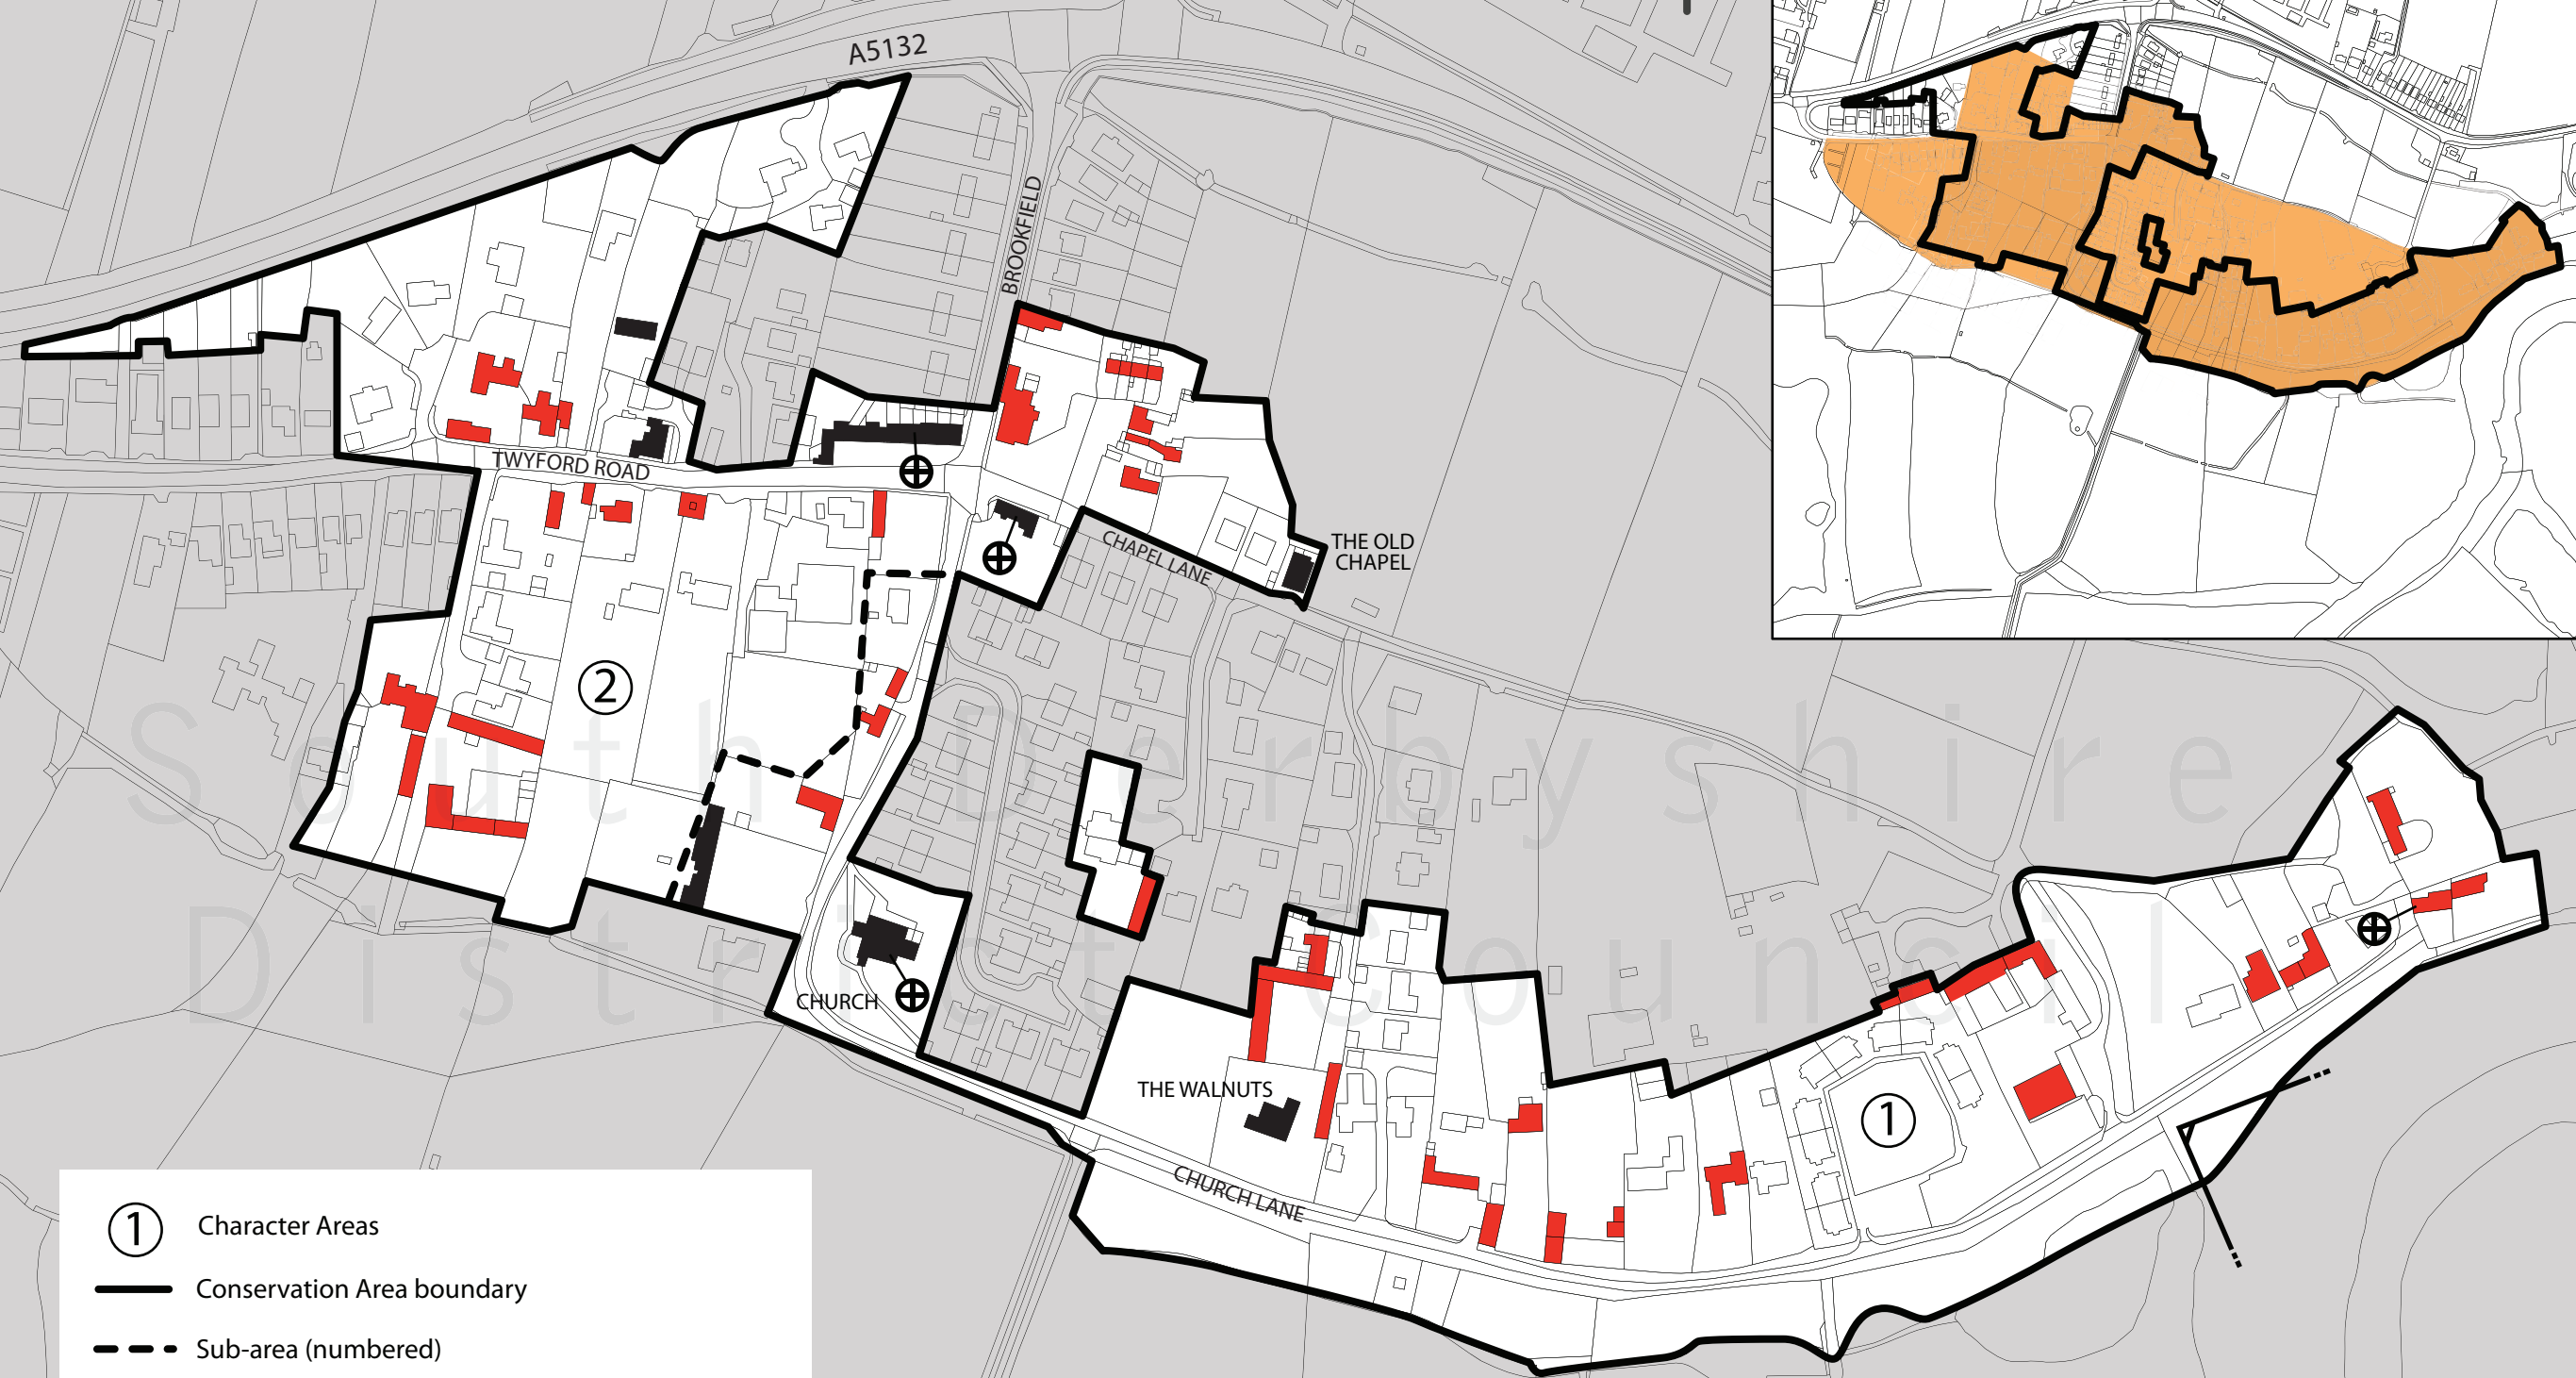 A5132
BROOKFIELD
TWYFORD ROAD
CHAPEL LANE
THE OLD
CHAPEL
2
South Derbyshire
District Council
CHURCH
THE WALNUTS
1
CHURCH LANE
1 Character Areas
Conservation Area boundary
Sub-area (numbered)